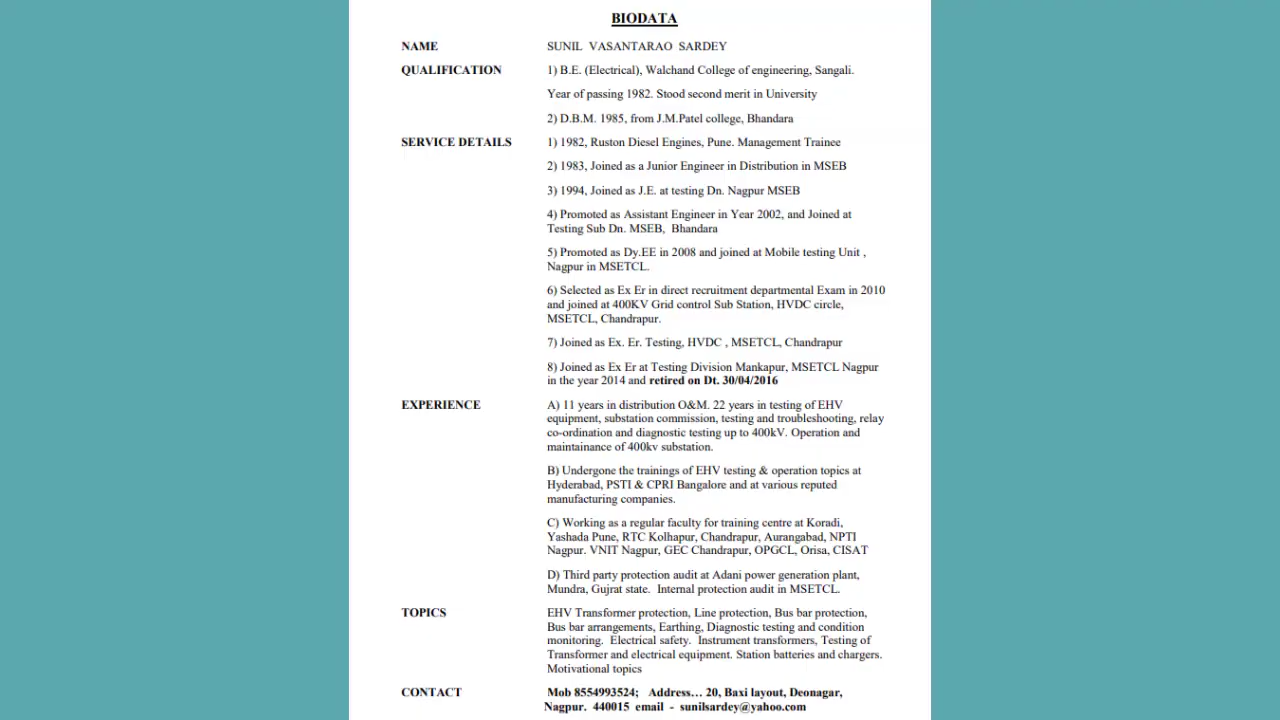 BIODATA
NAME SUNIL VASANTARAO SARDEY
QUALIFICATION 1) B.E. (Electrical), Walchand College of engineering, Sangali.
Year of passing 1982. Stood second merit in University
2) D.B.M. 1985, from J.M.Patel college, Bhandara
SERVICE DETAILS 1) 1982, Ruston Diesel Engines, Pune. Management Trainee
2) 1983, Joined as a Junior Engineer in Distribution in MSEB
3) 1994, Joined as J.E. at testing Dn. Nagpur MSEB
4) Promoted as Assistant Engineer in Year 2002, and Joined at
Testing Sub Dn. MSEB, Bhandara
5) Promoted as Dy.EE in 2008 and joined at Mobile testing Unit ,
Nagpur in MSETCL.
6) Selected as Ex Er in direct recruitment departmental Exam in 2010
and joined at 400KV Grid control Sub Station, HVDC circle,
MSETCL, Chandrapur.
7) Joined as Ex. Er. Testing, HVDC , MSETCL, Chandrapur
8) Joined as Ex Er at Testing Division Mankapur, MSETCL Nagpur
in the year 2014 and retired on Dt. 30/04/2016
EXPERIENCE A) 11 years in distribution O&M. 22 years in testing of EHV
equipment, substation commission, testing and troubleshooting, relay
co-ordination and diagnostic testing up to 400kV. Operation and
maintainance of 400kv substation.
B) Undergone the trainings of EHV testing & operation topics at
Hyderabad, PSTI & CPRI Bangalore and at various reputed
manufacturing companies.
C) Working as a regular faculty for training centre at Koradi,
Yashada Pune, RTC Kolhapur, Chandrapur, Aurangabad, NPTI
Nagpur. VNIT Nagpur, GEC Chandrapur, OPGCL, Orisa, CISAT
D) Third party protection audit at Adani power generation plant,
Mundra, Gujrat state. Internal protection audit in MSETCL.
TOPICS EHV Transformer protection, Line protection, Bus bar protection,
Bus bar arrangements, Earthing, Diagnostic testing and condition
monitoring. Electrical safety. Instrument transformers, Testing of
Transformer and electrical equipment. Station batteries and chargers.
Motivational topics
CONTACT Mob 8554993524; Address... 20, Baxi layout, Deonagar,
Nagpur. 440015 email - sunilsardey@yahoo.com